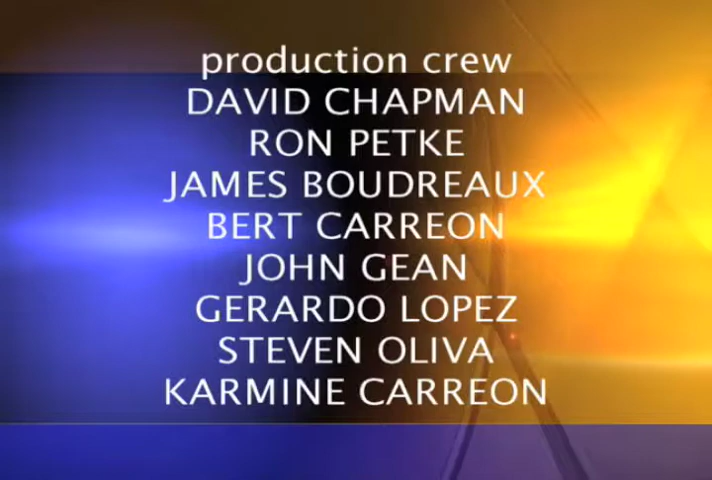 production crew
DAVID CHAPMAN
RON PETKE
JAMES BOUDREAUX
BERT CARREON
JOHN GEAN
GERARDO LOPEZ
STEVEN OLIVA
KARMINE CARREON